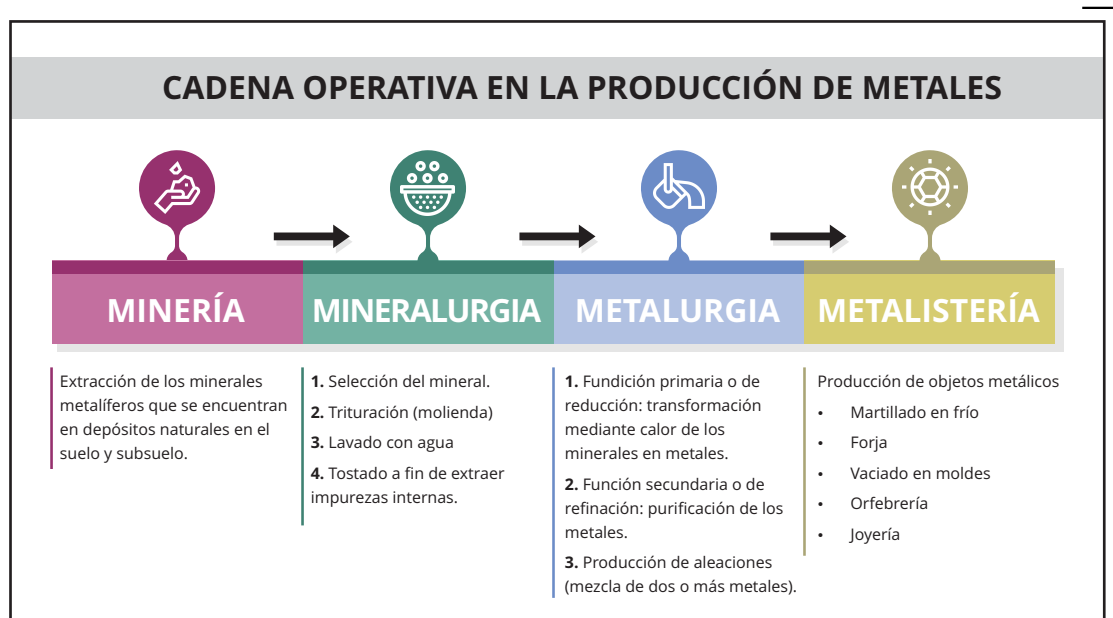 CADENA OPERATIVA EN LA PRODUCCIÓN DE METALES
MINERÍA
Extracción de los minerales
metalíferos que se encuentran
en depósitos naturales en el
suelo y subsuelo.
MINERALURGIA
1. Selección del mineral.
2. Trituración (molienda)
3. Lavado con agua
4. Tostado a fin de extraer
impurezas internas.
METALURGIA
1. Fundición primaria o de
reducción: transformación
mediante calor de los
minerales en metales.
2. Función secundaria o de
refinación: purificación de los
metales.
3. Producción de aleaciones
(mezcla de dos o más metales).
METALISTERÍA
Producción de objetos metálicos
• Martillado en frío
• Forja
• Vaciado en moldes
• Orfebrería
• Joyería